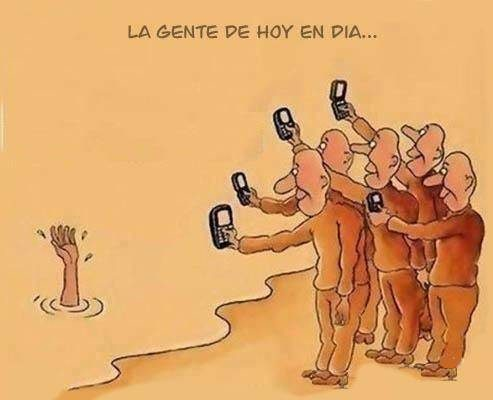 LA GENTE DE HOY EN DIA...